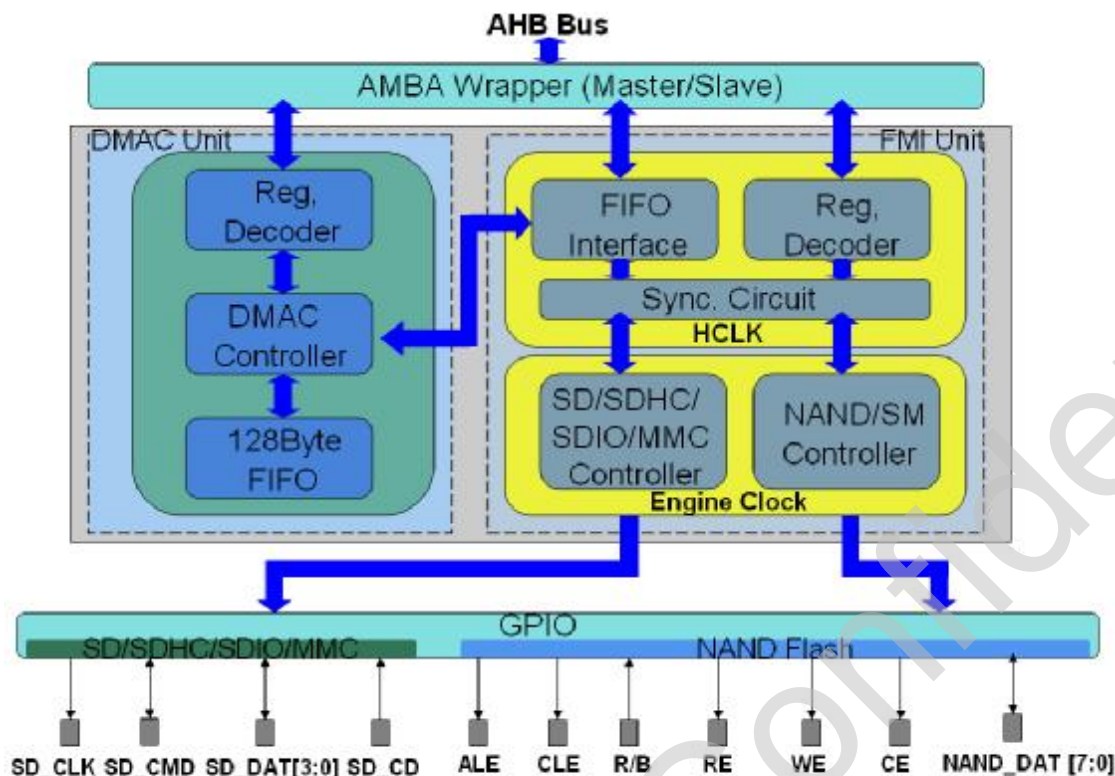 AHB Bus
AMBA Wrapper (Master/Slave)
DMAC Unit
FMI Unit
Reg,
Decoder
DMAC
Controller
128Byte
FIFO
FIFO
Interface
Reg,
Decoder
Sync. Circuit
HCLK
SD/SDHC/
SDIO/MMC
Controller
NAND/SM
Controller
Engine Clock
GPIO
SD/SDHC/SDIO/MMC
NAND Flash
SD_CLK SD_CMD SD_DAT[3:0] SD_CD ALE CLE R/B RE WE CE NAND_DAT [7:0]
Confide